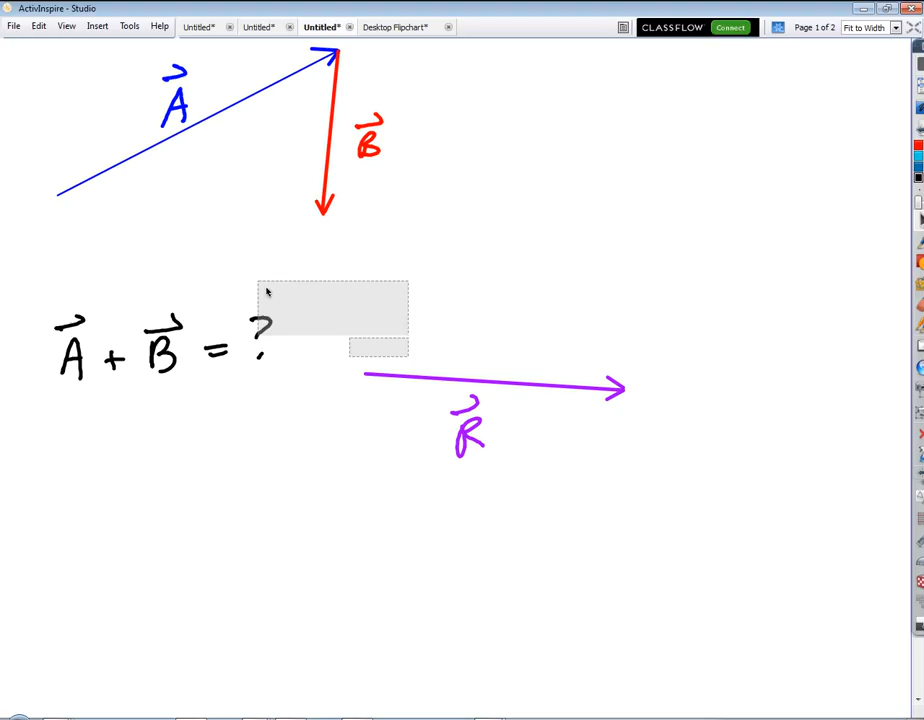 ActivInspire - Studio
File Edit View Insert Tools Help Untitled* Untitled* Untitled* Desktop Flipchart* CLASSFLOW Connect Page 1 of 2 Fit to Width
A
B
A + B = ?
R